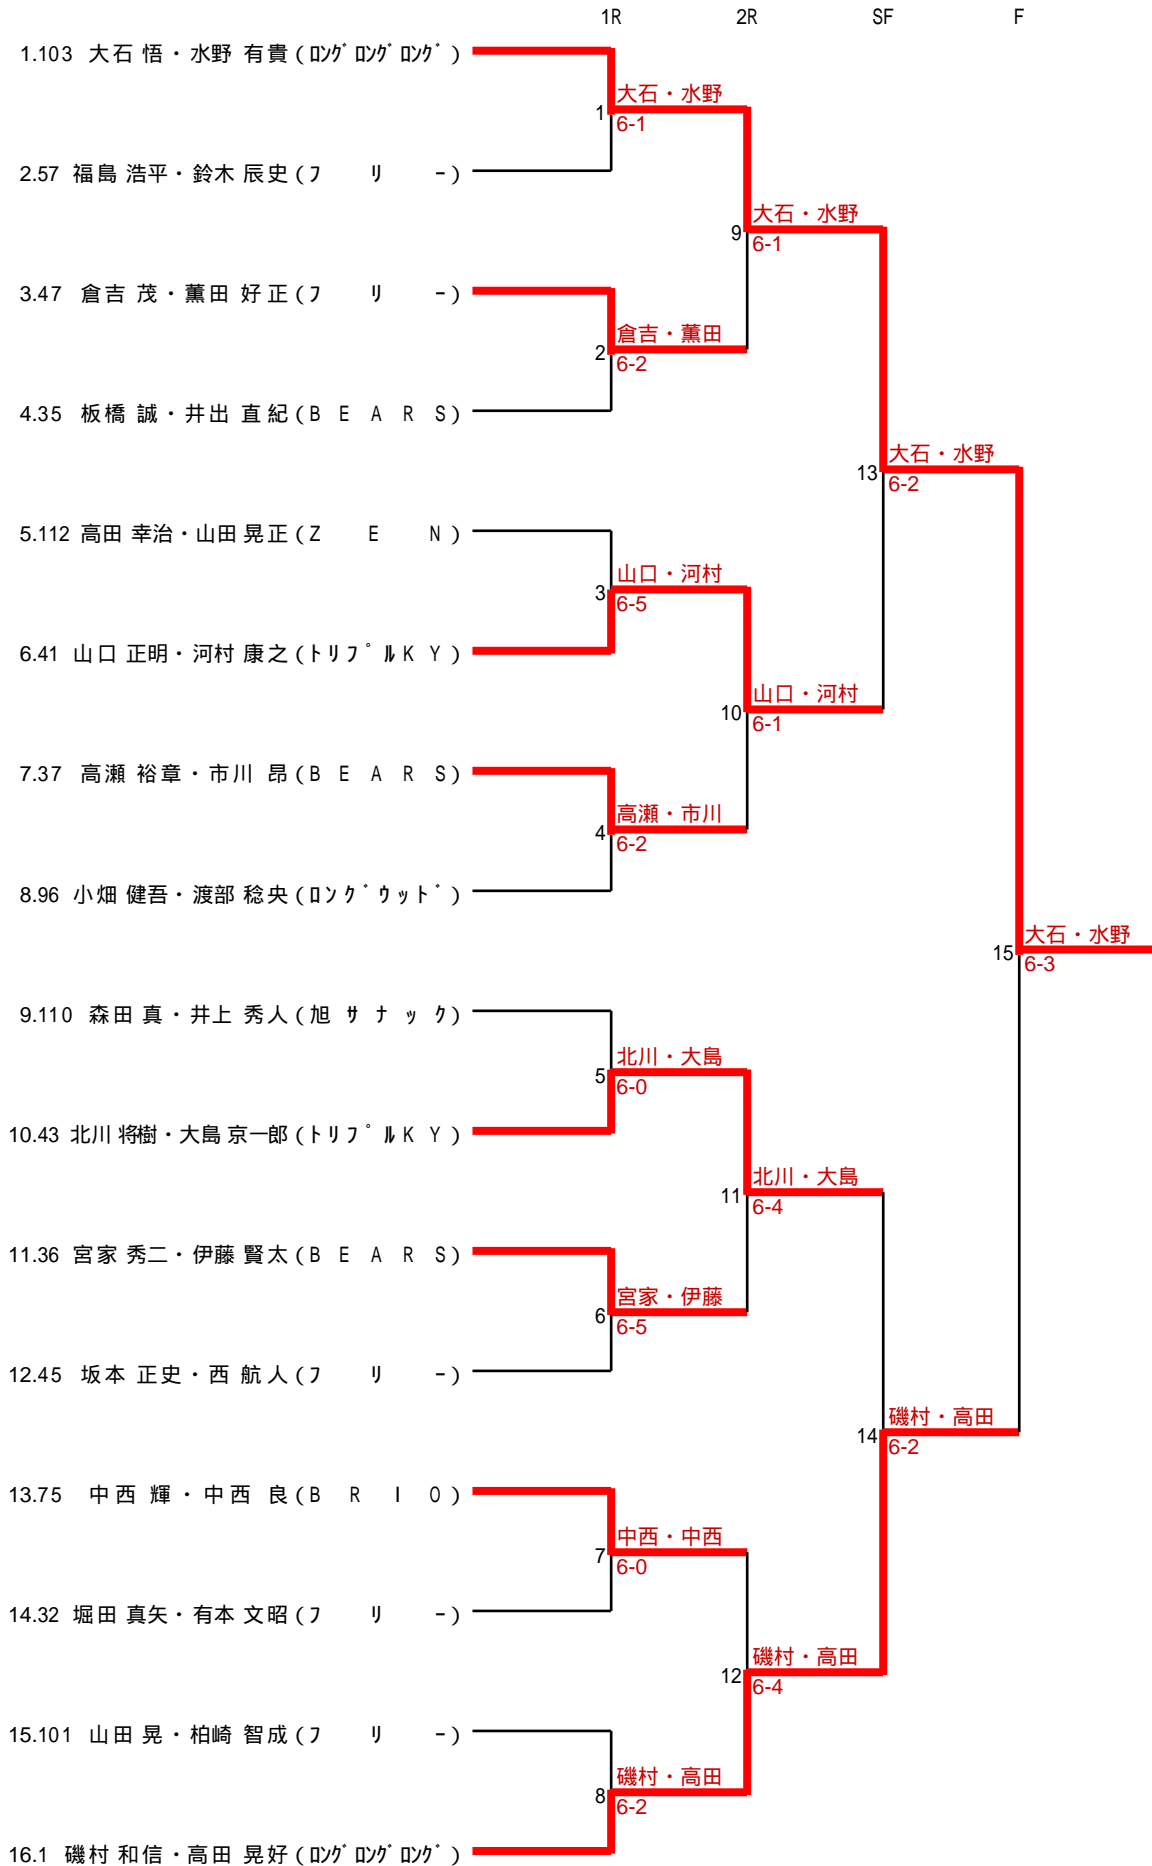 1R 2R SF F
1.103 大石 悟・水野 有貴 (ﾛﾝｸﾞﾛﾝｸﾞﾛﾝｸﾞ)
大石・水野
1
6-1
2.57 福島 浩平・鈴木 辰史 (ﾌ ﾘ -)
大石・水野
9
6-1
3.47 倉吉 茂・薫田 好正 (ﾌ ﾘ -)
倉吉・薫田
2
6-2
4.35 板橋 誠・井出 直紀 (B E A R S)
大石・水野
13
6-2
5.112 高田 幸治・山田 晃正 (Z E N)
山口・河村
3
6-5
6.41 山口 正明・河村 康之 (ﾄﾘﾌﾟﾙK Y)
山口・河村
10
6-1
7.37 高瀬 裕章・市川 昂 (B E A R S)
高瀬・市川
4
6-2
8.96 小畑 健吾・渡部 稔央 (ﾛﾝｸﾞｳｯﾄﾞ)
大石・水野
15
6-3
9.110 森田 真・井上 秀人 (旭 ｻ ﾅ ｯ ｸ)
北川・大島
5
6-0
10.43 北川 将樹・大島 京一郎 (ﾄﾘﾌﾟﾙK Y)
北川・大島
11
6-4
11.36 宮家 秀二・伊藤 賢太 (B E A R S)
宮家・伊藤
6
6-5
12.45 坂本 正史・西 航人 (ﾌ ﾘ -)
磯村・高田
14
6-2
13.75 中西 輝・中西 良 (B R I O)
中西・中西
7
6-0
14.32 堀田 真矢・有本 文昭 (ﾌ ﾘ -)
磯村・高田
12
6-4
15.101 山田 晃・柏崎 智成 (ﾌ ﾘ -)
磯村・高田
8
6-2
16.1 磯村 和信・高田 晃好 (ﾛﾝｸﾞﾛﾝｸﾞﾛﾝｸﾞ)